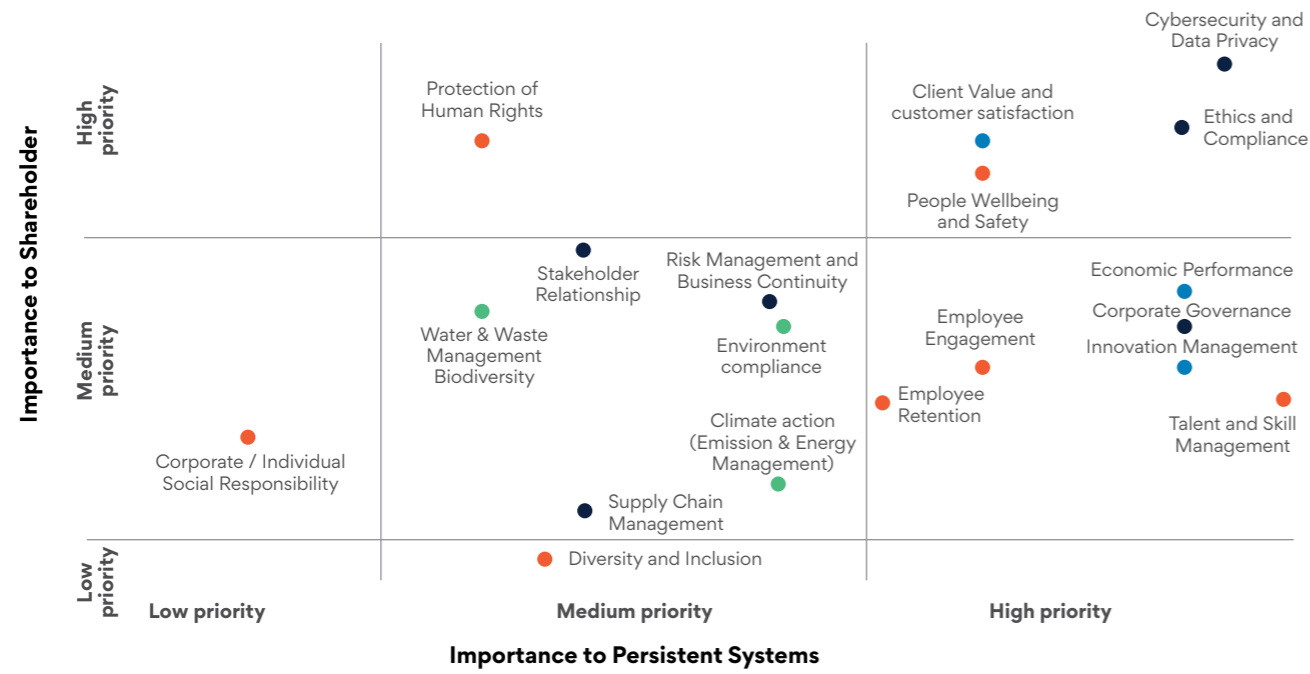 Cybersecurity and
Data Privacy
Protection of
Human Rights
Client Value and
customer satisfaction
Ethics and
Compliance
People Wellbeing
and Safety
High
priority
Importance to Shareholder
Stakeholder
Relationship
Risk Management and
Business Continuity
Economic Performance
Corporate Governance
Innovation Management
Employee
Engagement
Water & Waste
Management
Biodiversity
Environment
compliance
Medium
priority
Employee
Retention
Talent and Skill
Management
Climate action
(Emission & Energy
Management)
Corporate / Individual
Social Responsibility
Supply Chain
Management
Diversity and Inclusion
Low
priority
Low priority
Medium priority
High priority
Importance to Persistent Systems